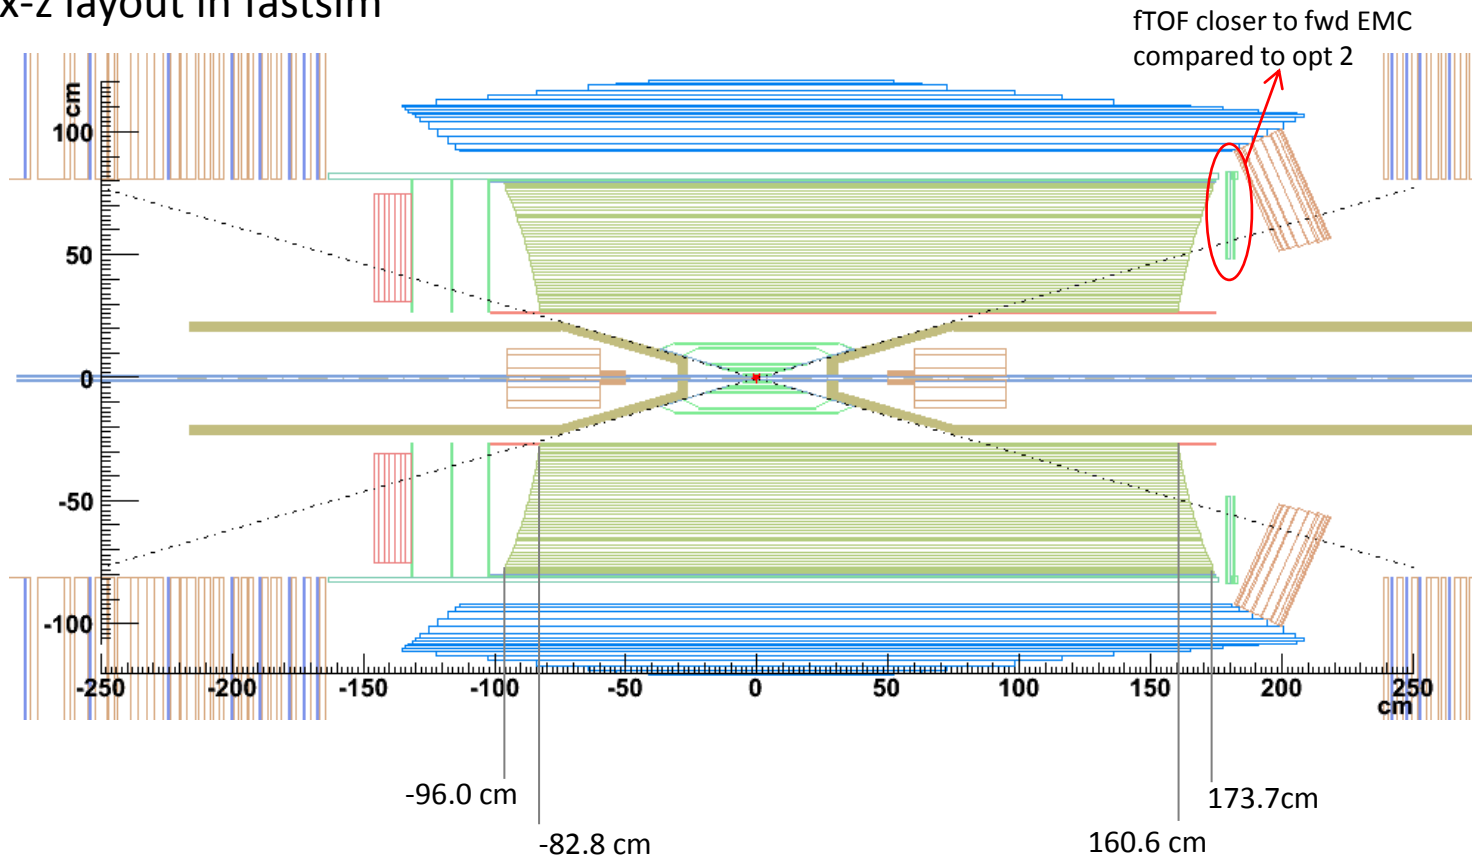 x-z layout in fastsim
fTOF closer to fwd EMC
compared to opt 2
cm
100
50
0
-50
-100
-250 -200 -150 -100 -50 0 50 100 150 200 250
cm
-96.0 cm
173.7cm
-82.8 cm
160.6 cm